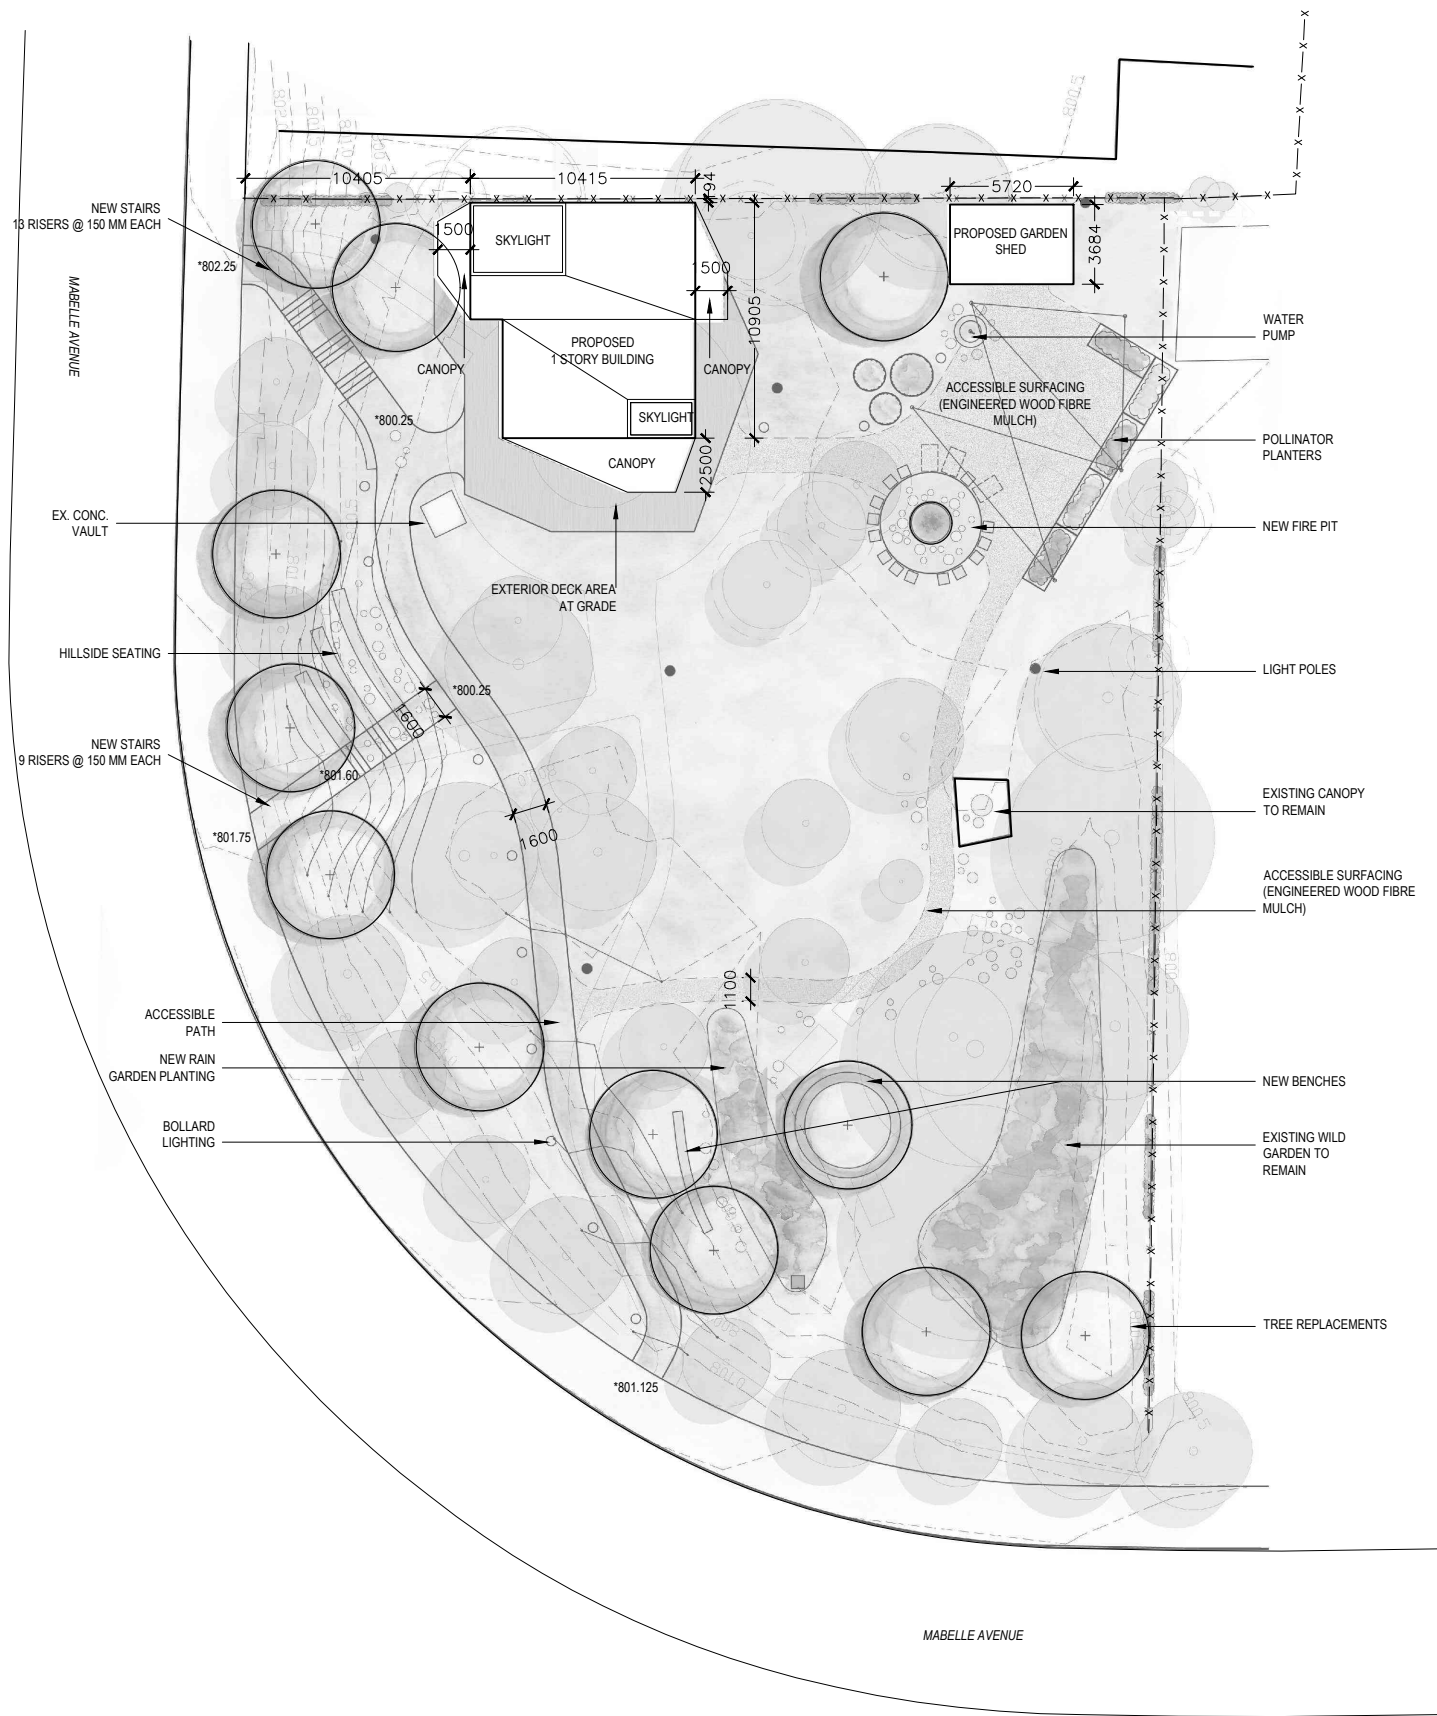 10405
10415
194
5720
NEW STAIRS
13 RISERS @ 150 MM EACH
*802.25
MABELLE AVENUE
1500
SKYLIGHT
1500
10905
PROPOSED GARDEN
SHED
3684
WATER
PUMP
PROPOSED
1 STORY BUILDING
CANOPY
CANOPY
ACCESSIBLE SURFACING
(ENGINEERED WOOD FIBRE
MULCH)
*800.25
SKYLIGHT
POLLINATOR
PLANTERS
CANOPY
2500
EX. CONC.
VAULT
NEW FIRE PIT
EXTERIOR DECK AREA
AT GRADE
HILLSIDE SEATING
LIGHT POLES
*800.25
1600
NEW STAIRS
9 RISERS @ 150 MM EACH
*801.60
EXISTING CANOPY
TO REMAIN
*801.75
1600
ACCESSIBLE SURFACING
(ENGINEERED WOOD FIBRE
MULCH)
1100
ACCESSIBLE
PATH
NEW RAIN
GARDEN PLANTING
NEW BENCHES
BOLLARD
LIGHTING
EXISTING WILD
GARDEN TO
REMAIN
TREE REPLACEMENTS
*801.125
MABELLE AVENUE
800.5